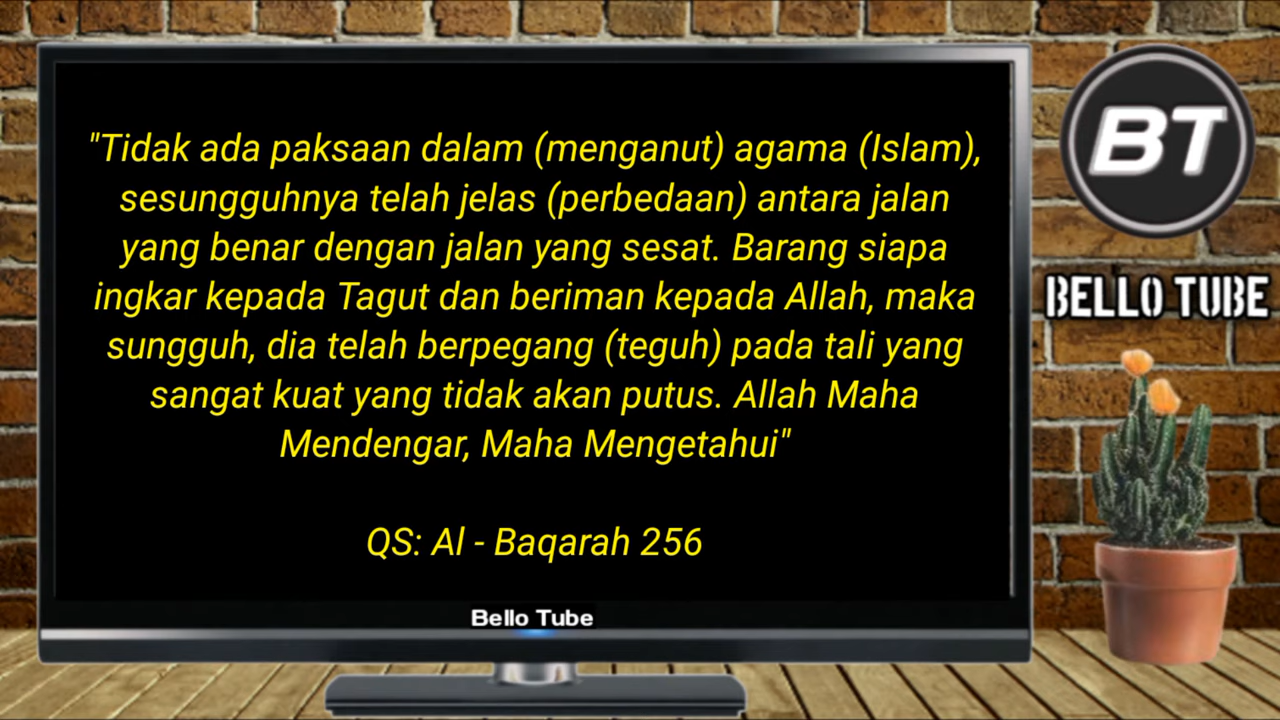 "Tidak ada paksaan dalam (menganut) agama (Islam),
sesungguhnya telah jelas (perbedaan) antara jalan
yang benar dengan jalan yang sesat. Barang siapa
ingkar kepada Tagut dan beriman kepada Allah, maka
sungguh, dia telah berpegang (teguh) pada tali yang
sangat kuat yang tidak akan putus. Allah Maha
Mendengar, Maha Mengetahui"
QS: Al - Baqarah 256
Bello Tube
BT
BELLO TUBE